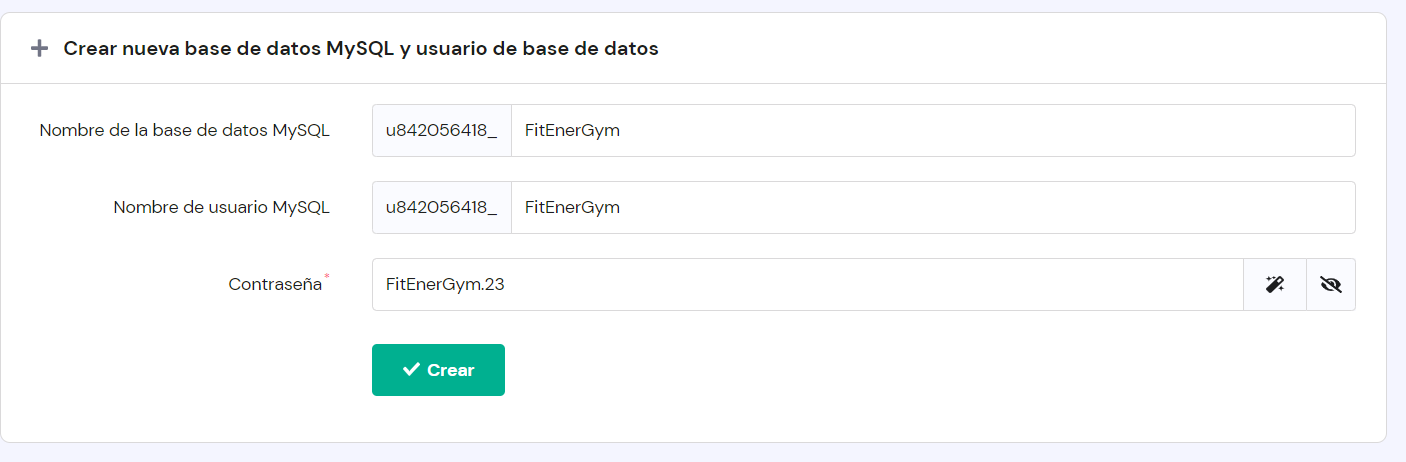 Crear nueva base de datos MySQL y usuario de base de datos
Nombre de la base de datos MySQL u842056418_ FitEnerGym
Nombre de usuario MySQL u842056418_ FitEnerGym
Contraseña* FitEnerGym.23
Crear